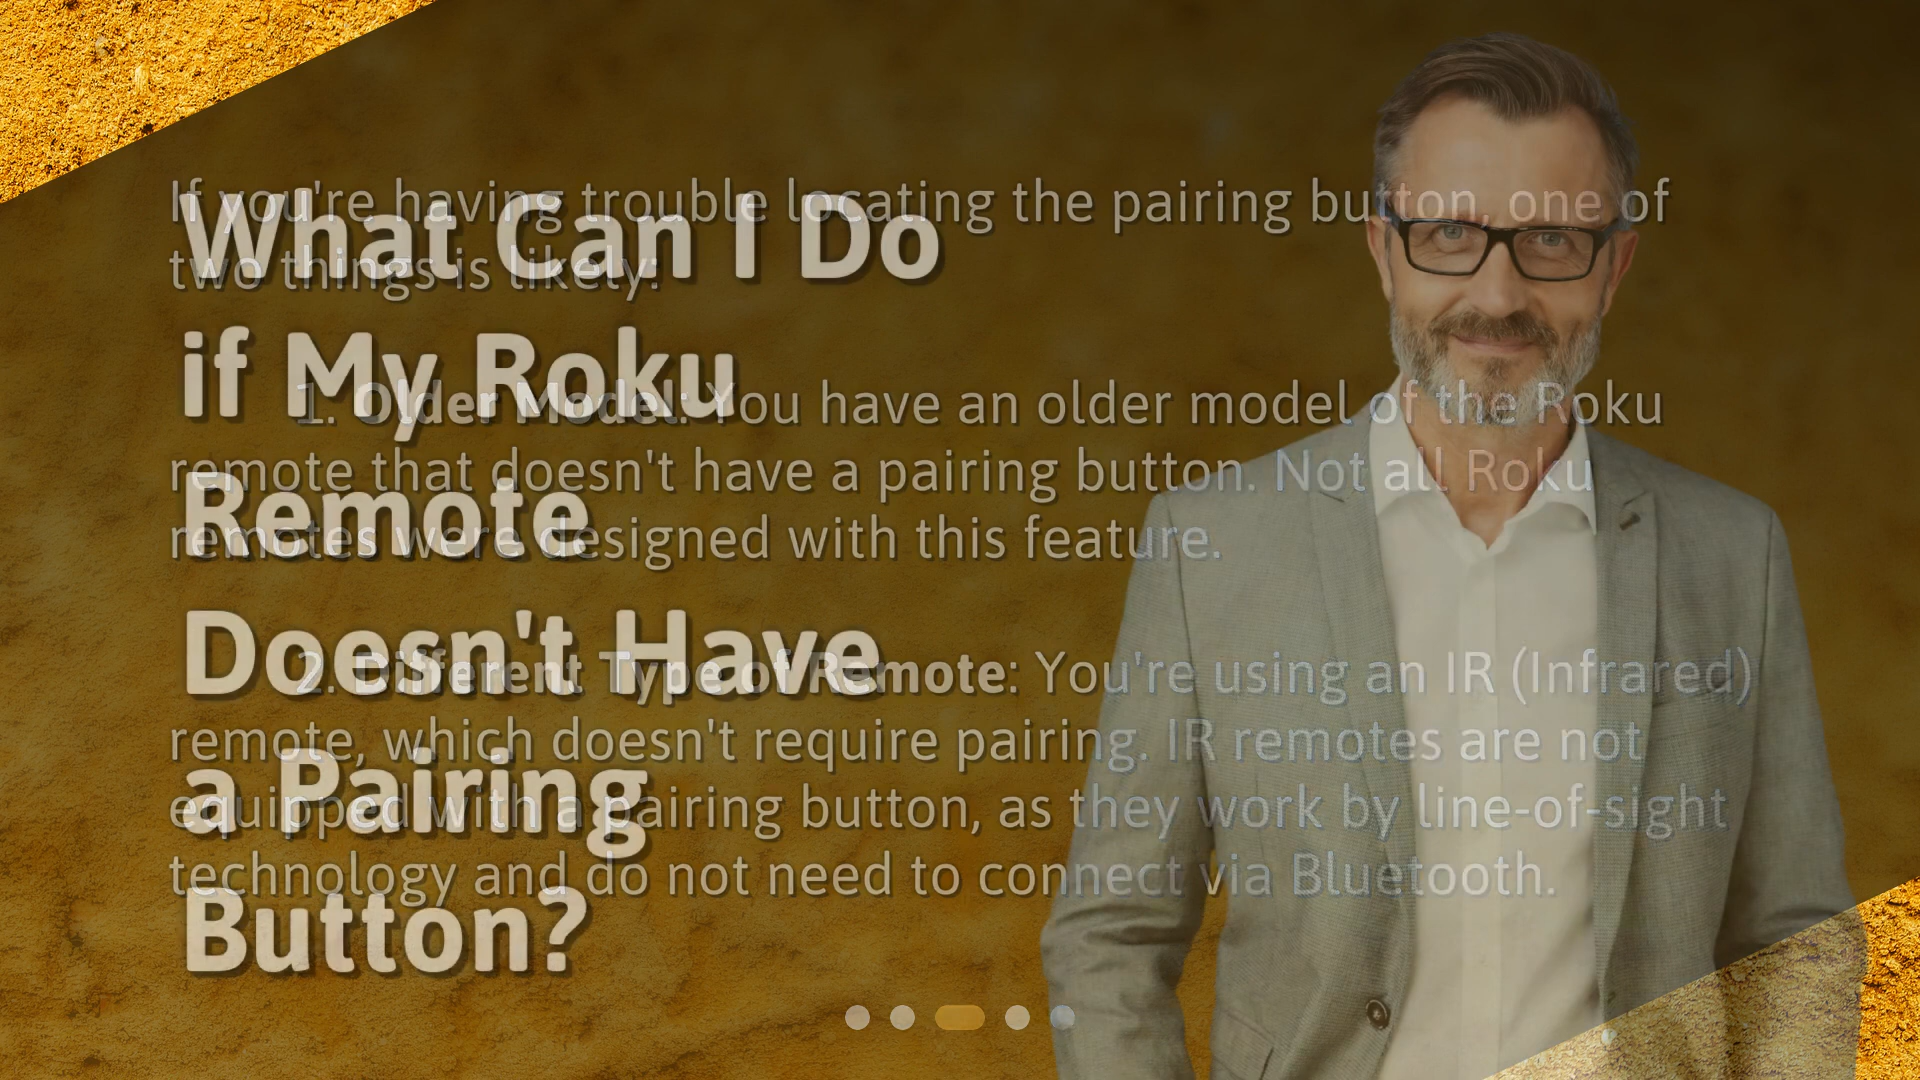 What Can I Do
if My Roku
Remote
Doesn't Have
a Pairing
Button?
If you're having trouble locating the pairing button, one of
two things is likely:
1. Older Model: You have an older model of the Roku
remote that doesn't have a pairing button. Not all Roku
remotes were designed with this feature.
2. Different Type of Remote: You're using an IR (Infrared)
remote, which doesn't require pairing. IR remotes are not
equipped with a pairing button, as they work by line-of-sight
technology and do not need to connect via Bluetooth.